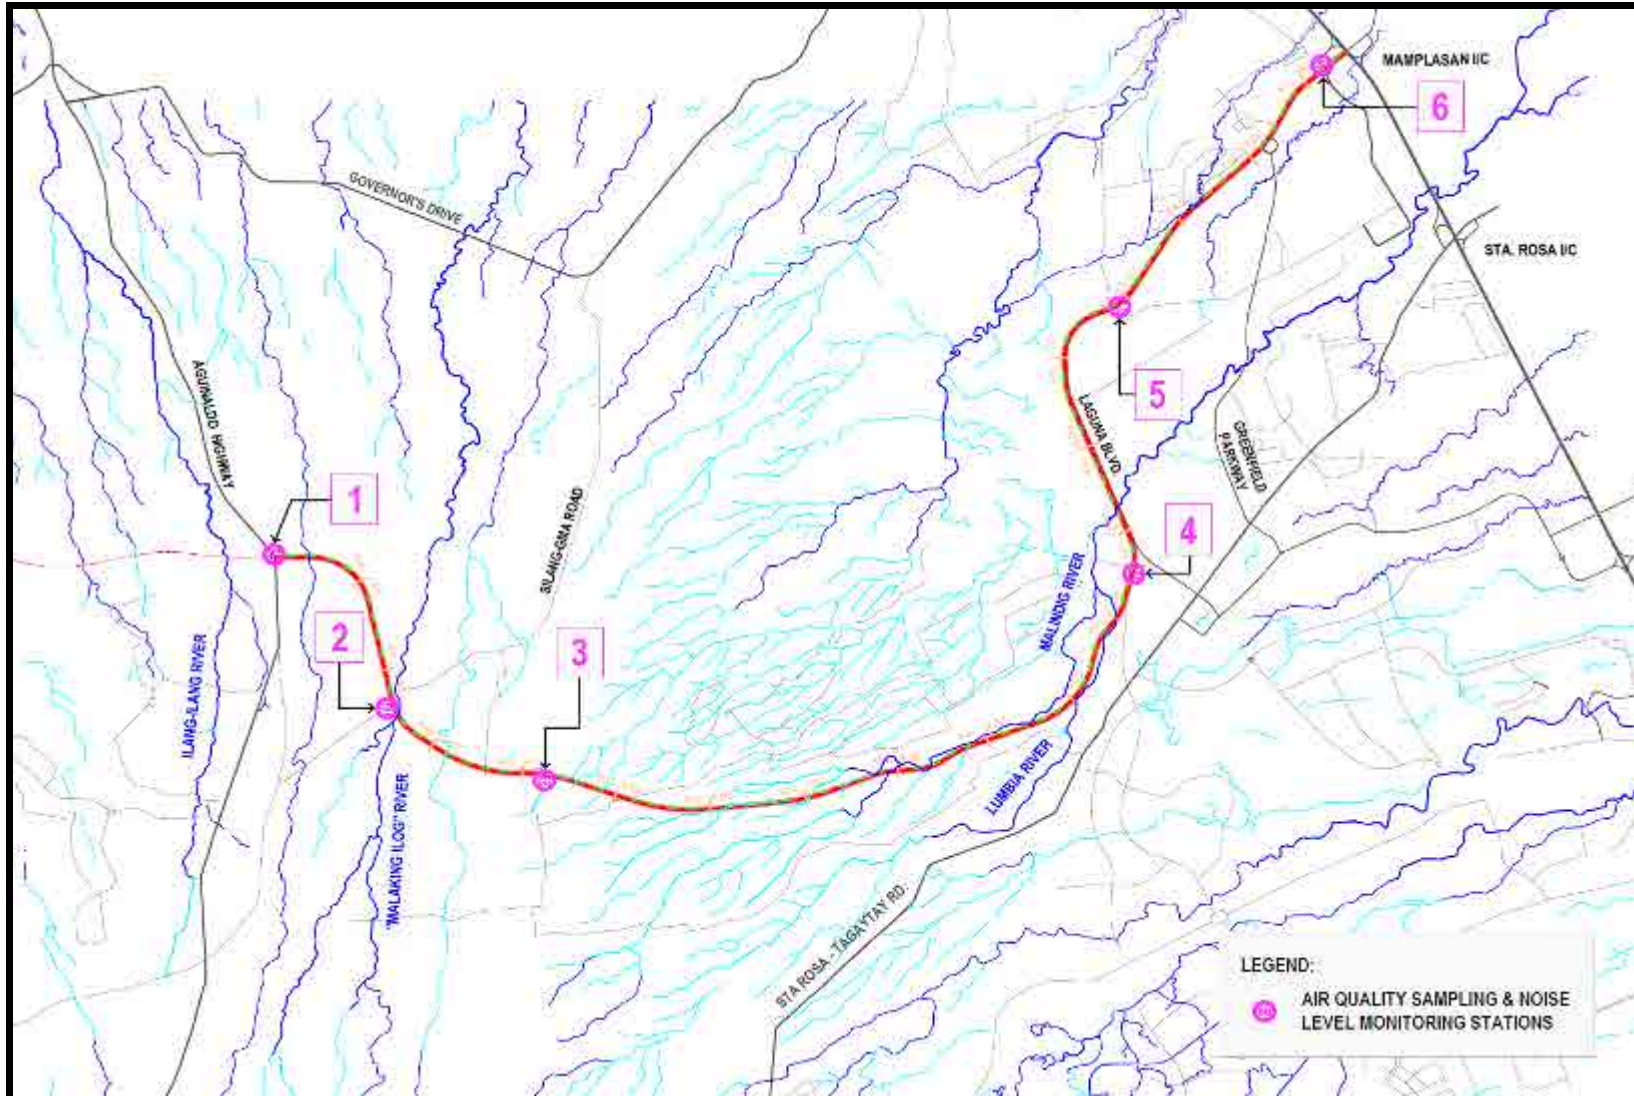 MAMPLASAN I/C
6
GOVERNOR'S DRIVE
STA. ROSA I/C
AGUINALDO HIGHWAY
5
LAGUNA BLVD
GREENFIELD
PARKWAY
1
SILANG-GMA ROAD
4
MALINDIG RIVER
2
3
ILANG-ILANG RIVER
LUMBIA RIVER
"MALAKING ILOG" RIVER
STA ROSA - TAGAYTAY RD.
LEGEND:
AIR QUALITY SAMPLING & NOISE
LEVEL MONITORING STATIONS